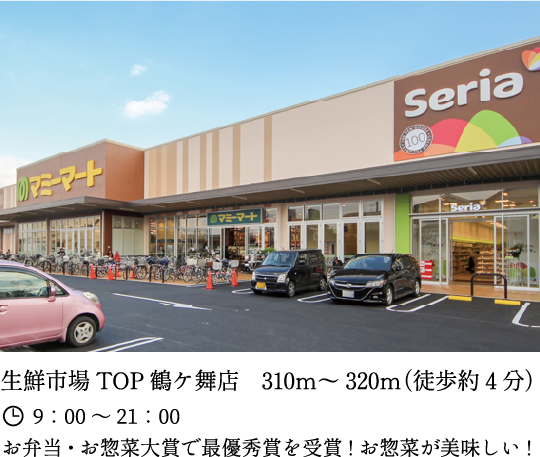 Seria
100
マミーマート
マミーマート
Seria
生鮮市場 TOP 鶴ケ舞店　310m～320m（徒歩約4分）
9：00～21：00
お弁当・お惣菜大賞で最優秀賞を受賞！お惣菜が美味しい！